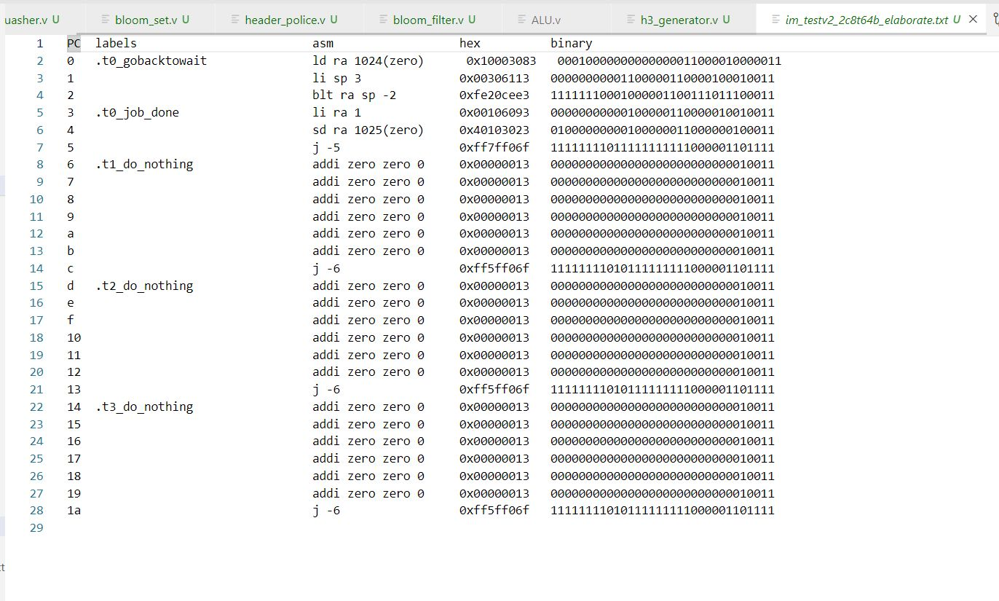 uasher.v U bloom_set.v U header_police.v U bloom_filter.v U ALU.v h3_generator.v U im_testv2_2c8t64b_elaborate.txt U
1 PC labels asm hex binary
2 0 .t0_gobacktowait ld ra 1024(zero) 0x10003083 00010000000000000011000010000011
3 1 li sp 3 0x00306113 00000000001100000110000100010011
4 2 blt ra sp -2 0xfe20cee3 11111110001000001100111011100011
5 3 .t0_job_done li ra 1 0x00106093 00000000000100000110000010010011
6 4 sd ra 1025(zero) 0x40103023 01000000000100000011000000100011
7 5 j -5 0xff7ff06f 11111111011111111111000001101111
8 6 .t1_do_nothing addi zero zero 0 0x00000013 00000000000000000000000000010011
9 7 addi zero zero 0 0x00000013 00000000000000000000000000010011
10 8 addi zero zero 0 0x00000013 00000000000000000000000000010011
11 9 addi zero zero 0 0x00000013 00000000000000000000000000010011
12 a addi zero zero 0 0x00000013 00000000000000000000000000010011
13 b addi zero zero 0 0x00000013 00000000000000000000000000010011
14 c j -6 0xff5ff06f 11111111010111111111000001101111
15 d .t2_do_nothing addi zero zero 0 0x00000013 00000000000000000000000000010011
16 e addi zero zero 0 0x00000013 00000000000000000000000000010011
17 f addi zero zero 0 0x00000013 00000000000000000000000000010011
18 10 addi zero zero 0 0x00000013 00000000000000000000000000010011
19 11 addi zero zero 0 0x00000013 00000000000000000000000000010011
20 12 addi zero zero 0 0x00000013 00000000000000000000000000010011
21 13 j -6 0xff5ff06f 11111111010111111111000001101111
22 14 .t3_do_nothing addi zero zero 0 0x00000013 00000000000000000000000000010011
23 15 addi zero zero 0 0x00000013 00000000000000000000000000010011
24 16 addi zero zero 0 0x00000013 00000000000000000000000000010011
25 17 addi zero zero 0 0x00000013 00000000000000000000000000010011
26 18 addi zero zero 0 0x00000013 00000000000000000000000000010011
27 19 addi zero zero 0 0x00000013 00000000000000000000000000010011
28 1a j -6 0xff5ff06f 11111111010111111111000001101111
29